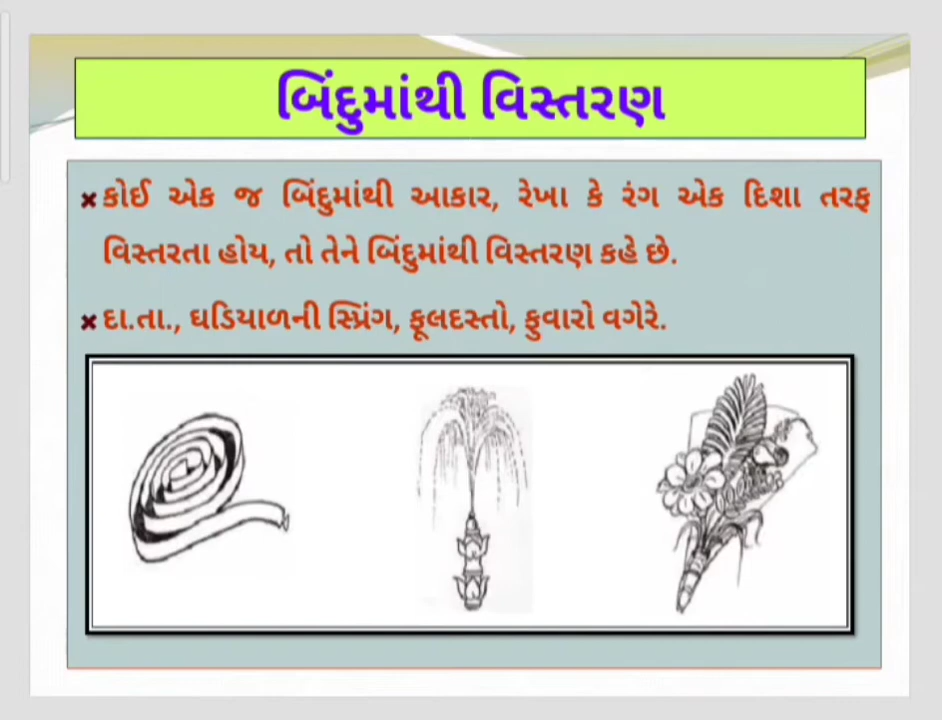 બિંદુમાંથી વિસ્તરણ
કોઈ એક જ બિંદુમાંથી આકાર, રેખા કે રંગ એક દિશા તરફ
વિસ્તરતા હોય, તો તેને બિંદુમાંથી વિસ્તરણ કહે છે.
દા.તા., ઘડિયાળની સ્પ્રિંગ, ફૂલદસ્તો, ફુવારો વગેરે.